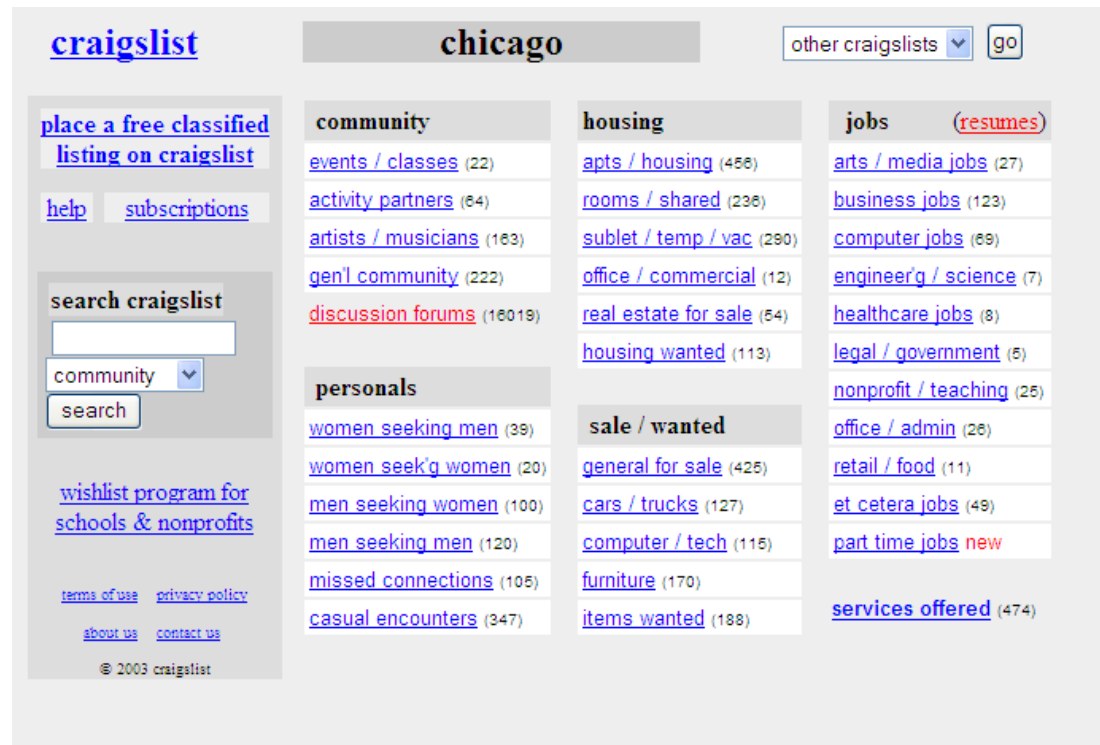 craigslist
chicago
other craigslists
go
place a free classified
listing on craigslist
help
subscriptions
search craigslist
community
search
wishlist program for
schools & nonprofits
terms of use
privacy policy
about us
contact us
© 2003 craigslist
community
events / classes (22)
activity partners (64)
artists / musicians (163)
gen'l community (222)
discussion forums (16019)
personals
women seeking men (39)
women seek'g women (20)
men seeking women (100)
men seeking men (120)
missed connections (105)
casual encounters (347)
housing
apts / housing (456)
rooms / shared (236)
sublet / temp / vac (290)
office / commercial (12)
real estate for sale (54)
housing wanted (113)
sale / wanted
general for sale (425)
cars / trucks (127)
computer / tech (115)
furniture (170)
items wanted (188)
jobs (resumes)
arts / media jobs (27)
business jobs (123)
computer jobs (69)
engineer'g / science (7)
healthcare jobs (8)
legal / government (5)
nonprofit / teaching (25)
office / admin (26)
retail / food (11)
et cetera jobs (49)
part time jobs new
services offered (474)